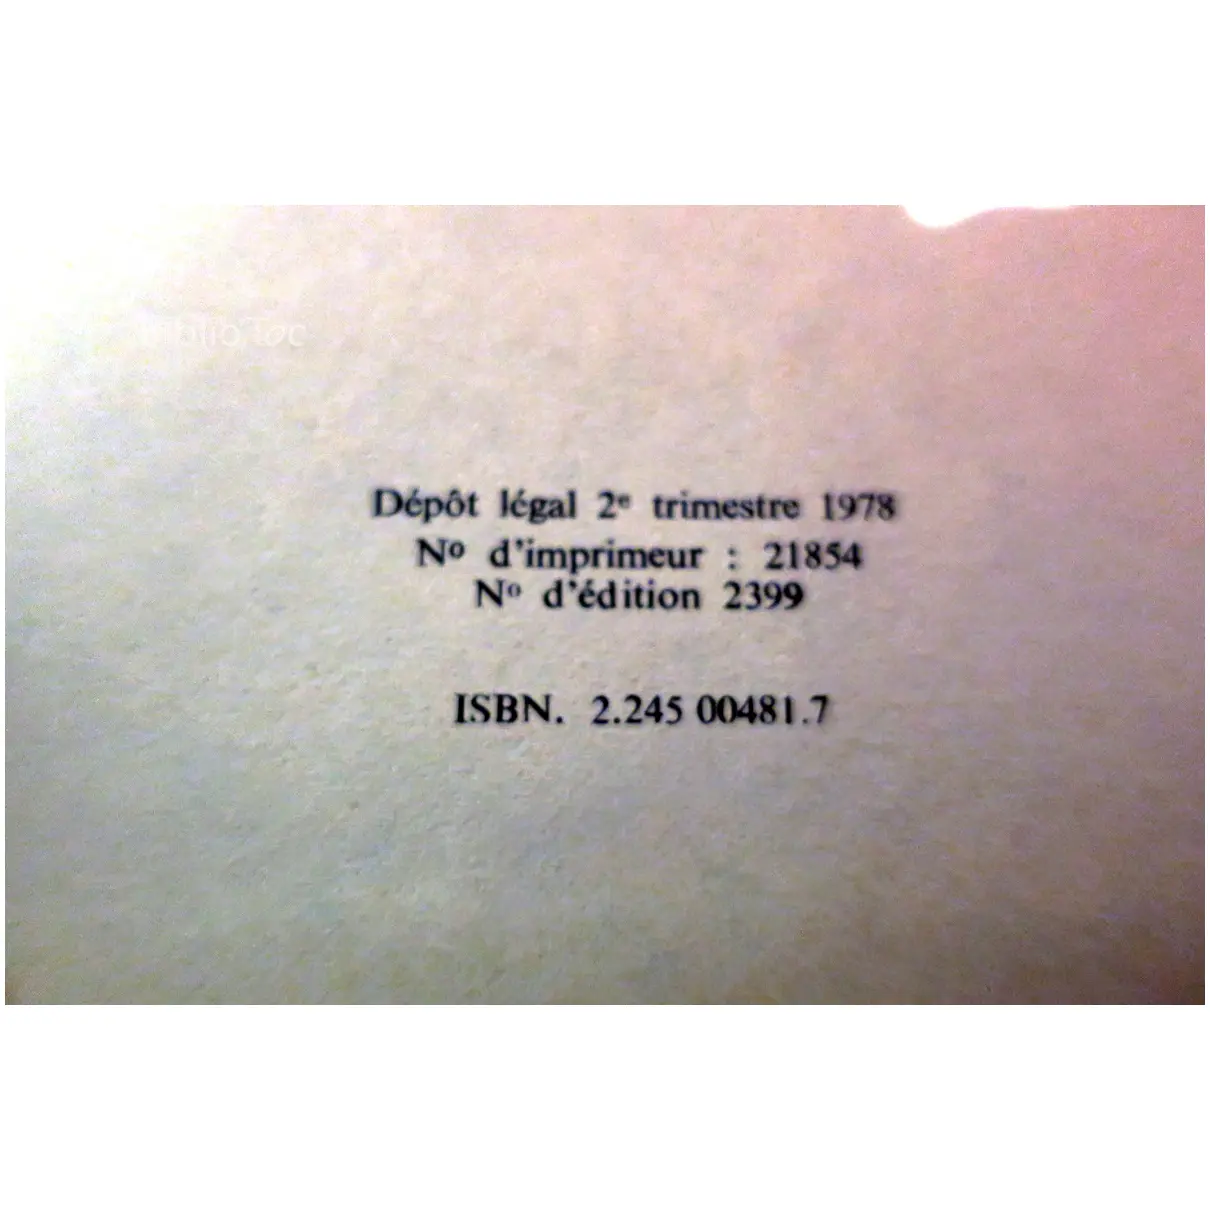 Dépôt légal 2e trimestre 1978
No d'imprimeur : 21854
No d'édition 2399
ISBN. 2.245 00481.7